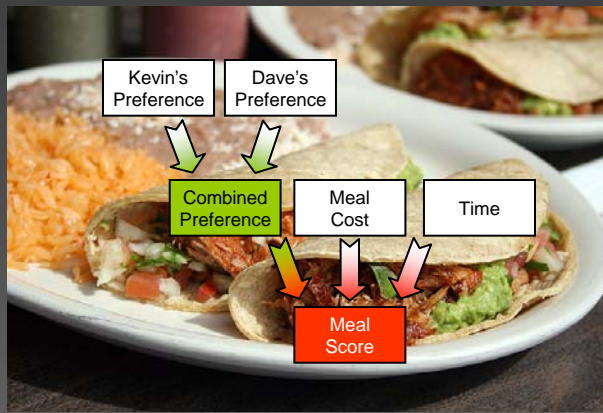 Kevin's
Preference
Dave's
Preference
Combined
Preference
Meal
Cost
Time
Meal
Score